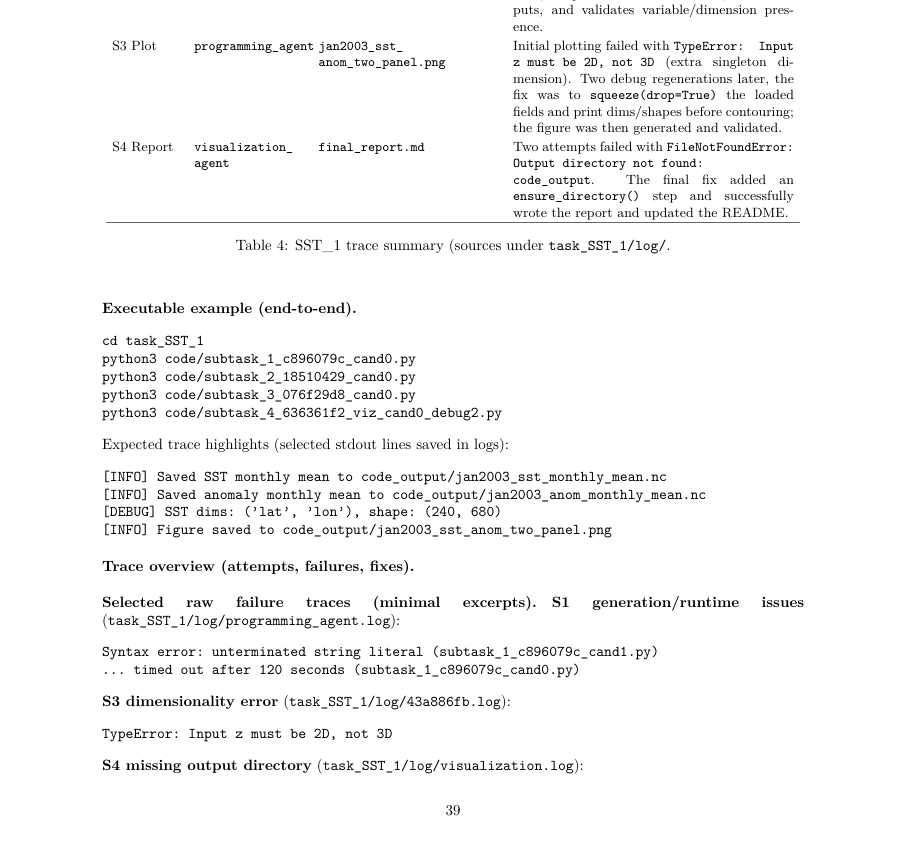 puts, and validates variable/dimension pres-
ence.
S3 Plot programming_agent jan2003_sst_ Initial plotting failed with TypeError: Input
anom_two_panel.png z must be 2D, not 3D (extra singleton di-
mension). Two debug regenerations later, the
fix was to squeeze(drop=True) the loaded
fields and print dims/shapes before contouring;
the figure was then generated and validated.
S4 Report visualization_ final_report.md Two attempts failed with FileNotFoundError:
agent Output directory not found:
code_output. The final fix added an
ensure_directory() step and successfully
wrote the report and updated the README.
Table 4: SST_1 trace summary (sources under task_SST_1/log/.
Executable example (end-to-end).
cd task_SST_1
python3 code/subtask_1_c896079c_cand0.py
python3 code/subtask_2_18510429_cand0.py
python3 code/subtask_3_076f29d8_cand0.py
python3 code/subtask_4_636361f2_viz_cand0_debug2.py
Expected trace highlights (selected stdout lines saved in logs):
[INFO] Saved SST monthly mean to code_output/jan2003_sst_monthly_mean.nc
[INFO] Saved anomaly monthly mean to code_output/jan2003_anom_monthly_mean.nc
[DEBUG] SST dims: (’lat’, ’lon’), shape: (240, 680)
[INFO] Figure saved to code_output/jan2003_sst_anom_two_panel.png
Trace overview (attempts, failures, fixes).
Selected raw failure traces (minimal excerpts). S1 generation/runtime issues
(task_SST_1/log/programming_agent.log):
Syntax error: unterminated string literal (subtask_1_c896079c_cand1.py)
... timed out after 120 seconds (subtask_1_c896079c_cand0.py)
S3 dimensionality error (task_SST_1/log/43a886fb.log):
TypeError: Input z must be 2D, not 3D
S4 missing output directory (task_SST_1/log/visualization.log):
39